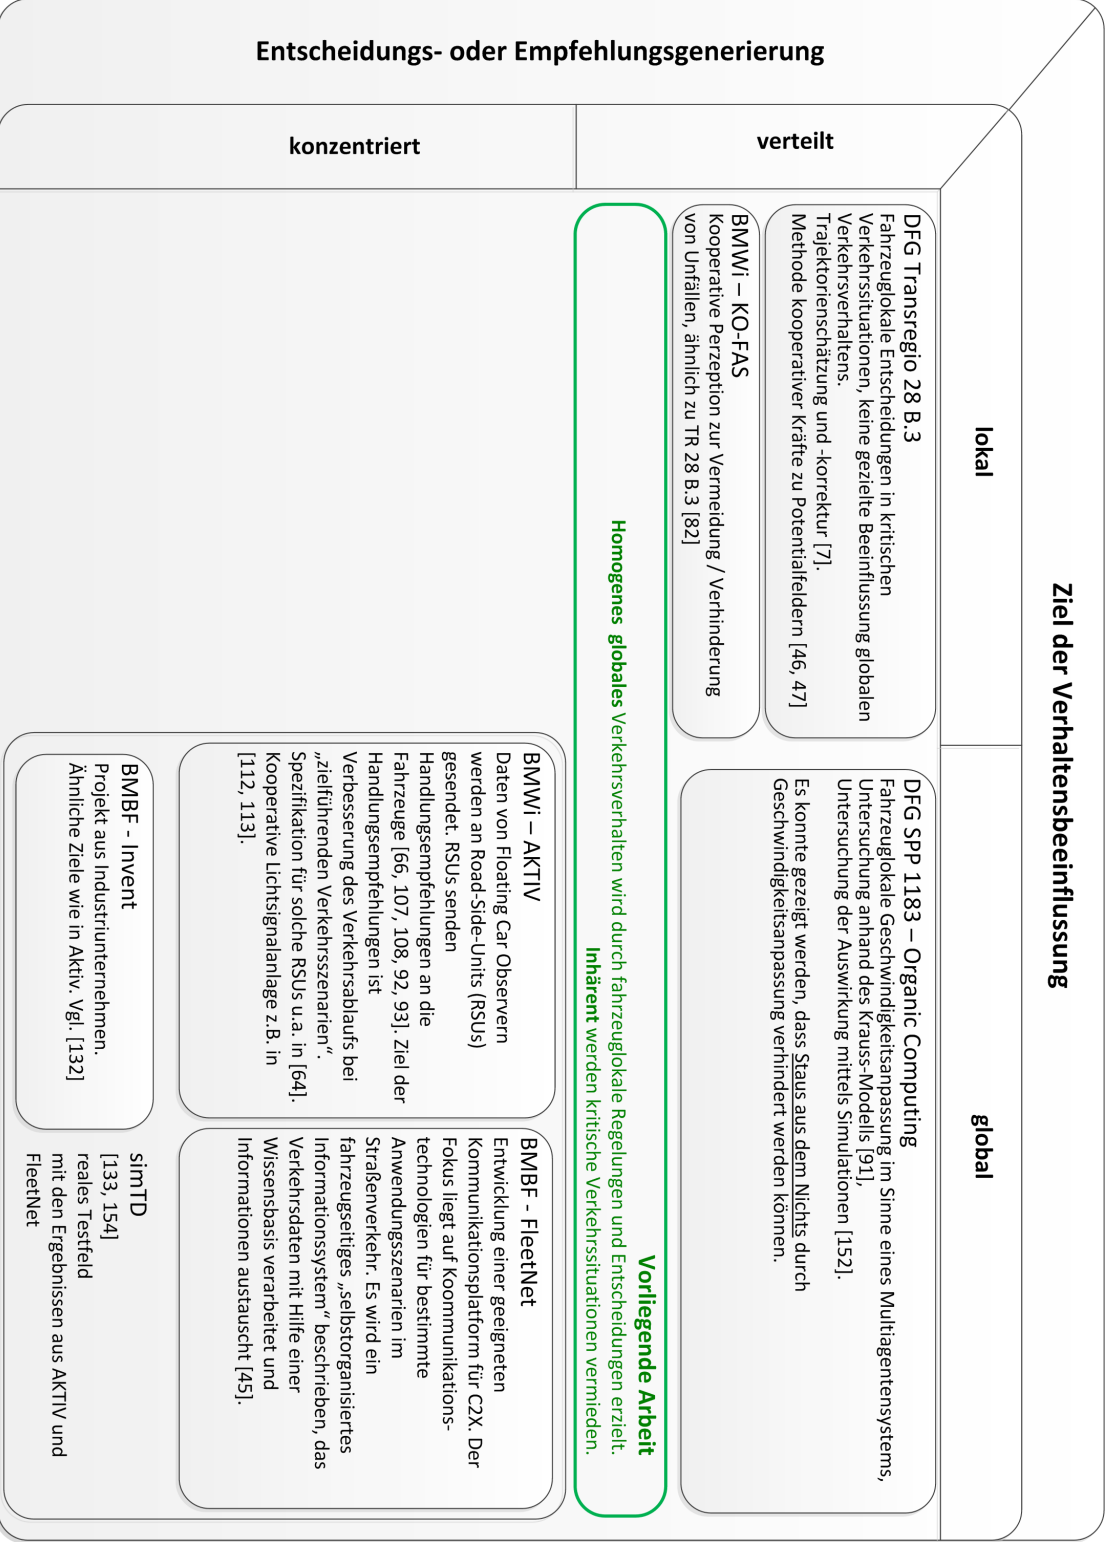 Ziel der Verhaltensbeeinflussung
Entscheidungs- oder Empfehlungsgenerierung
lokal
global
verteilt
konzentriert
DFG Transregio 28 B.3
Fahrzeuglokale Entscheidungen in kritischen
Verkehrssituationen, keine gezielte Beeinflussung globalen
Verkehrsverhaltens.
Trajektorienschätzung und -korrektur [7].
Methode kooperativer Kräfte zu Potentialfeldern [46, 47]
BMWi – KO-FAS
Kooperative Perzeption zur Vermeidung / Verhinderung
von Unfällen, ähnlich zu TR 28 B.3 [82]
DFG SPP 1183 – Organic Computing
Fahrzeuglokale Geschwindigkeitsanpassung im Sinne eines Multiagentensystems,
Untersuchung anhand des Krauss-Modells [91],
Untersuchung der Auswirkung mittels Simulationen [152].
Es konnte gezeigt werden, dass Staus aus dem Nichts durch
Geschwindigkeitsanpassung verhindert werden können.
Vorliegende Arbeit
Homogenes globales Verkehrsverhalten wird durch fahrzeuglokale Regelungen und Entscheidungen erzielt.
Inhärent werden kritische Verkehrssituationen vermieden.
BMWi – AKTIV
Daten von Floating Car Observern
werden an Road-Side-Units (RSUs)
gesendet. RSUs senden
Handlungsempfehlungen an die
Fahrzeuge [66, 107, 108, 92, 93]. Ziel der
Handlungsempfehlungen ist
Verbesserung des Verkehrsablaufs bei
„zielführenden Verkehrsszenarien“.
Spezifikation für solche RSUs u.a. in [64].
Kooperative Lichtsignalanlage z.B. in
[112, 113].
BMBF - FleetNet
Entwicklung einer geeigneten
Kommunikationsplatform für C2X. Der
Fokus liegt auf Koommunikations-
technologien für bestimmte
Anwendungsszenarien im
Straßenverkehr. Es wird ein
fahrzeugseitiges „selbstorganisiertes
Informationssystem“ beschrieben, das
Verkehrsdaten mit Hilfe einer
Wissensbasis verarbeitet und
Informationen austauscht [45].
BMBF - Invent
Projekt aus Industriunternehmen.
Ähnliche Ziele wie in Aktiv. Vgl. [132]
simTD
[133, 154]
reales Testfeld
mit den Ergebnissen aus AKTIV und
FleetNet